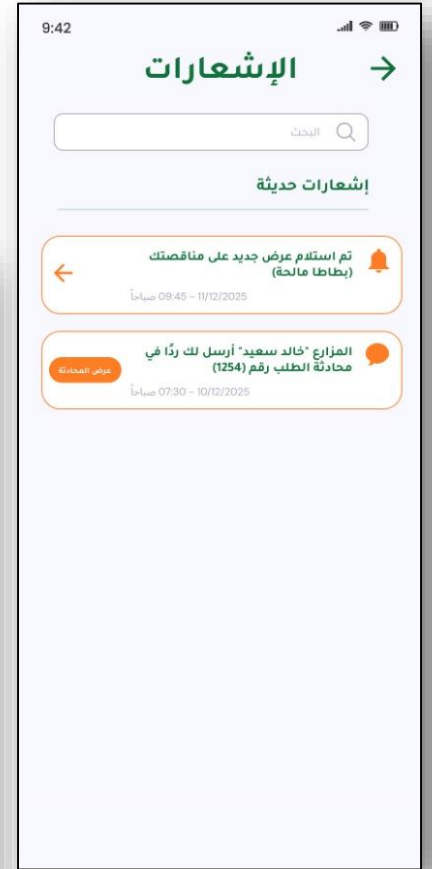 9:42
الإشعارات
البحث
إشعارات حديثة
تم استلام عرض جديد على مناقصتك
(بطاطا مالحة)
11/12/2025 - 09:45 صباحاً
المزارع "خالد سعيد" أرسل لك ردًا في
محادثة الطلب رقم (1254)
عرض المحادثة
10/12/2025 - 07:30 صباحاً